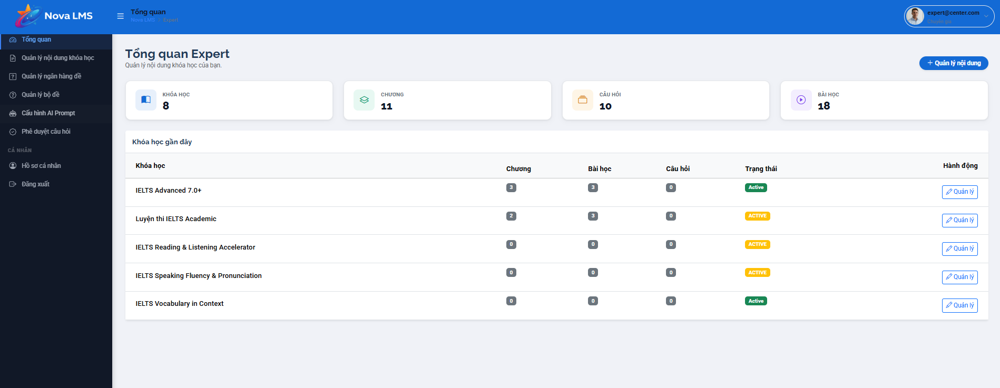 Nova LMS
Tổng quan
Nova LMS > Expert
expert@center.com
Chuyên gia
Tổng quan
Quản lý nội dung khóa học
Quản lý ngân hàng đề
Quản lý bộ đề
Cấu hình AI Prompt
Phê duyệt câu hỏi
CÁ NHÂN
Hồ sơ cá nhân
Đăng xuất
Tổng quan Expert
Quản lý nội dung khóa học của bạn.
+ Quản lý nội dung
KHÓA HỌC
8
CHƯƠNG
11
CÂU HỎI
10
BÀI HỌC
18
Khóa học gần đây
Khóa học Chương Bài học Câu hỏi Trạng thái Hành động
IELTS Advanced 7.0+ 3 3 0 Active Quản lý
Luyện thi IELTS Academic 2 3 0 ACTIVE Quản lý
IELTS Reading & Listening Accelerator 0 0 0 ACTIVE Quản lý
IELTS Speaking Fluency & Pronunciation 0 0 0 ACTIVE Quản lý
IELTS Vocabulary in Context 0 0 0 Active Quản lý